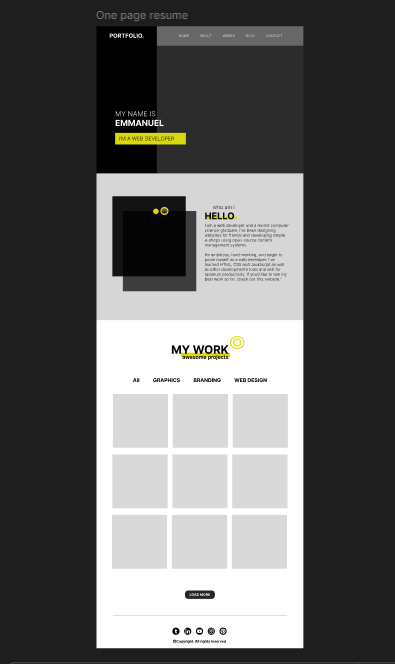 One page resume
PORTFOLIO.
HOME ABOUT WORKS BLOG CONTACT
MY NAME IS
EMMANUEL
I'M A WEB DEVELOPER
who am i
HELLO
I am a web developer and a recent computer
science graduate. I've been designing
websites for friends and developing simple
e-shops using open-source content
management systems.
I'm ambitious, hard-working, and eager to
prove myself as a web developer. I've
learned HTML, CSS and JavaScript as well
as other developments tools and skill for
optimum productivity. If you'd like to see my
best work so far, check out this website."
MY WORK
awesome projects
All GRAPHICS BRANDING WEB DESIGN
LOAD MORE
©Copyright. All rights reserved